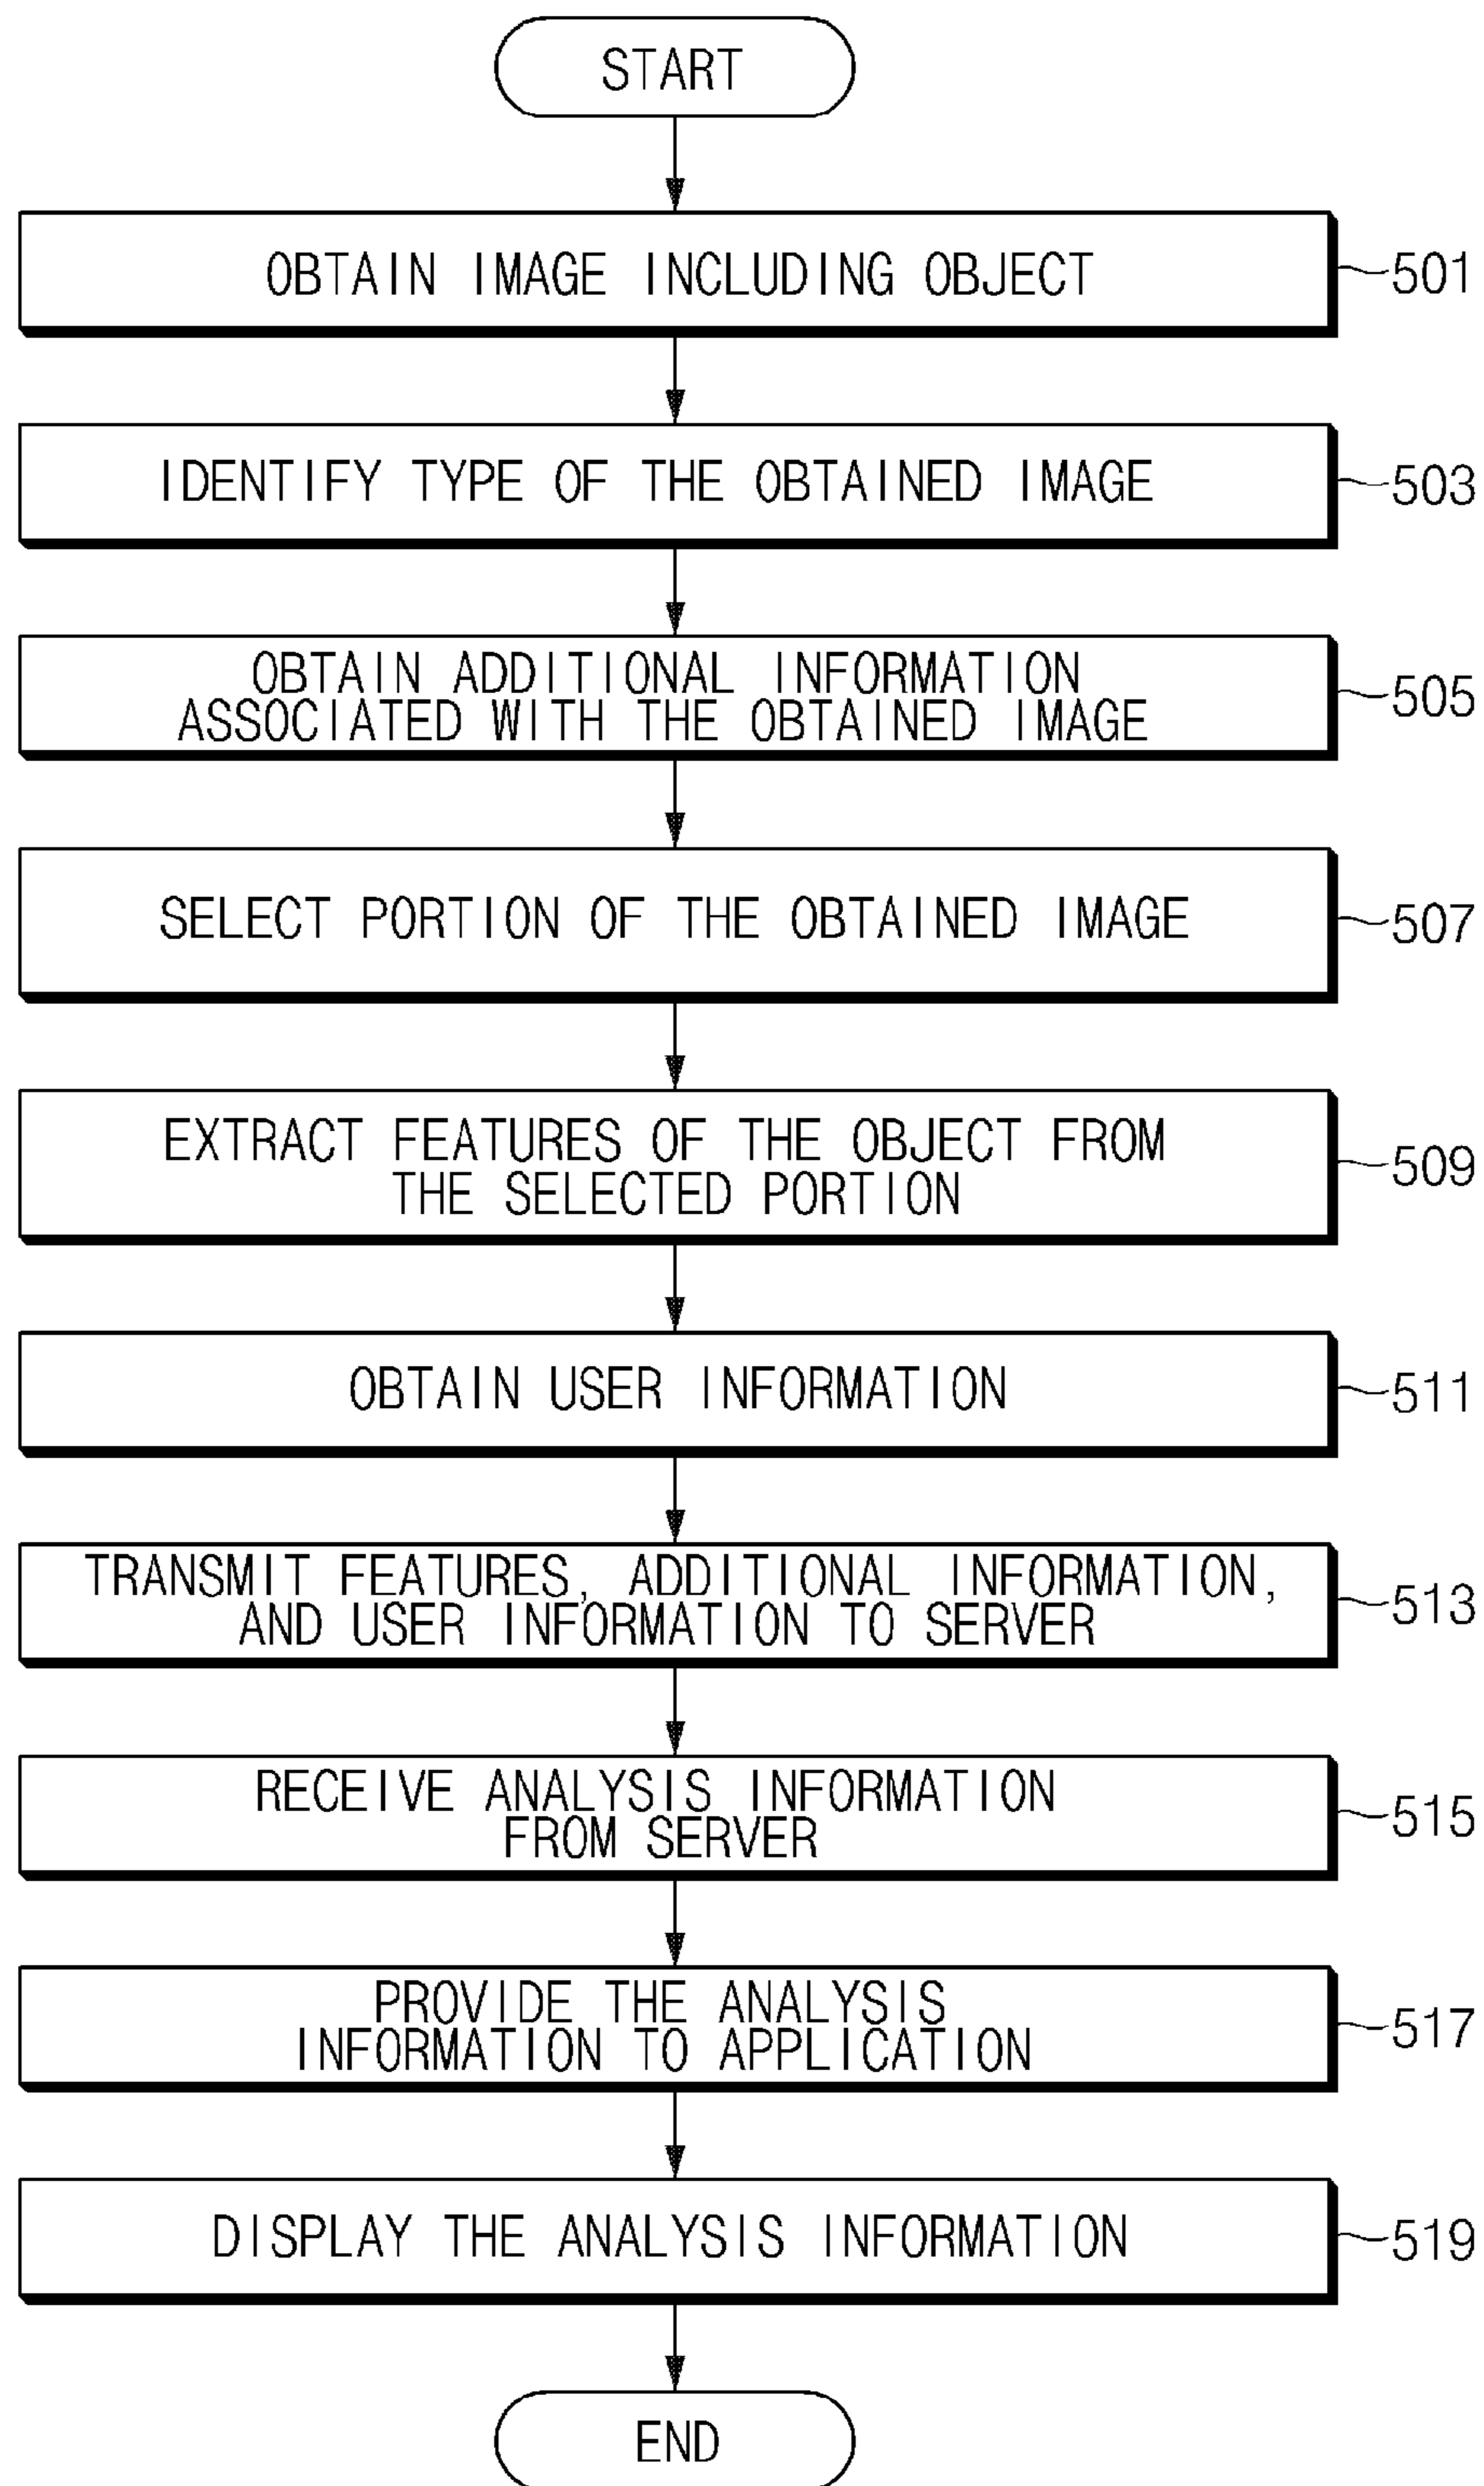 START
OBTAIN IMAGE INCLUDING OBJECT
501
IDENTIFY TYPE OF THE OBTAINED IMAGE
503
OBTAIN ADDITIONAL INFORMATION
ASSOCIATED WITH THE OBTAINED IMAGE
505
SELECT PORTION OF THE OBTAINED IMAGE
507
EXTRACT FEATURES OF THE OBJECT FROM
THE SELECTED PORTION
509
OBTAIN USER INFORMATION
511
TRANSMIT FEATURES, ADDITIONAL INFORMATION,
AND USER INFORMATION TO SERVER
513
RECEIVE ANALYSIS INFORMATION
FROM SERVER
515
PROVIDE THE ANALYSIS
INFORMATION TO APPLICATION
517
DISPLAY THE ANALYSIS INFORMATION
519
END